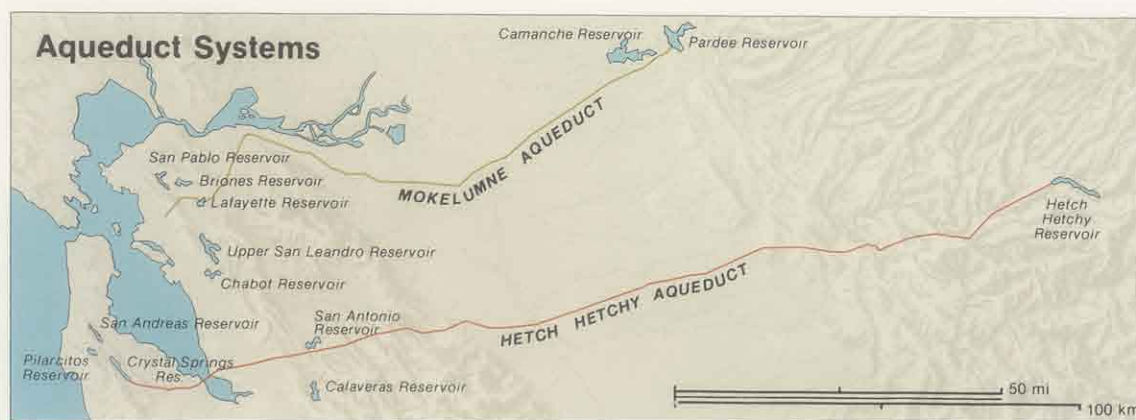 Aqueduct Systems
Camanche Reservoir
Pardee Reservoir
MOKELUMNE AQUEDUCT
San Pablo Reservoir
Briones Reservoir
Lafayette Reservoir
Hetch
Hetchy
Reservoir
Upper San Leandro Reservoir
Chabot Reservoir
HETCH HETCHY AQUEDUCT
San Andreas Reservoir
San Antonio
Reservoir
Pilarcitos
Reservoir
Crystal Springs
Res.
Calaveras Reservoir
50 mi
100 km